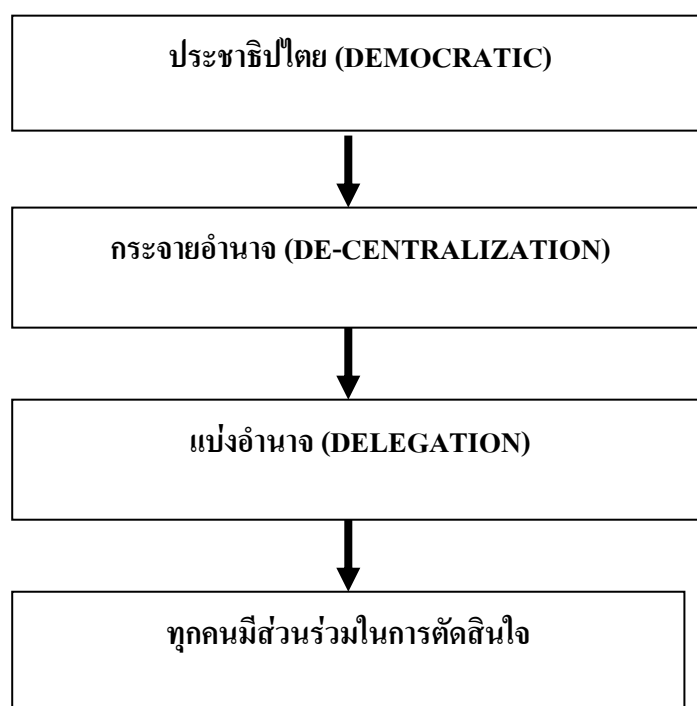 ประชาธิปไตย (DEMOCRATIC)
กระจายอำนาจ (DE-CENTRALIZATION)
แบ่งอำนาจ (DELEGATION)
ทุกคนมีส่วนร่วมในการตัดสินใจ